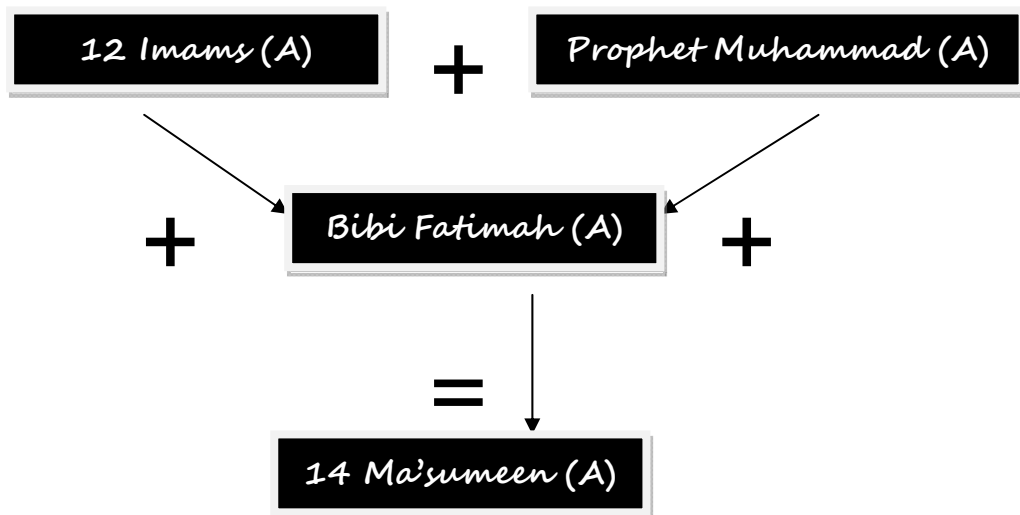 12 Imams (A)
+
Prophet Muhammad (A)
+
Bibi Fatimah (A)
+
=
14 Ma'sumeen (A)